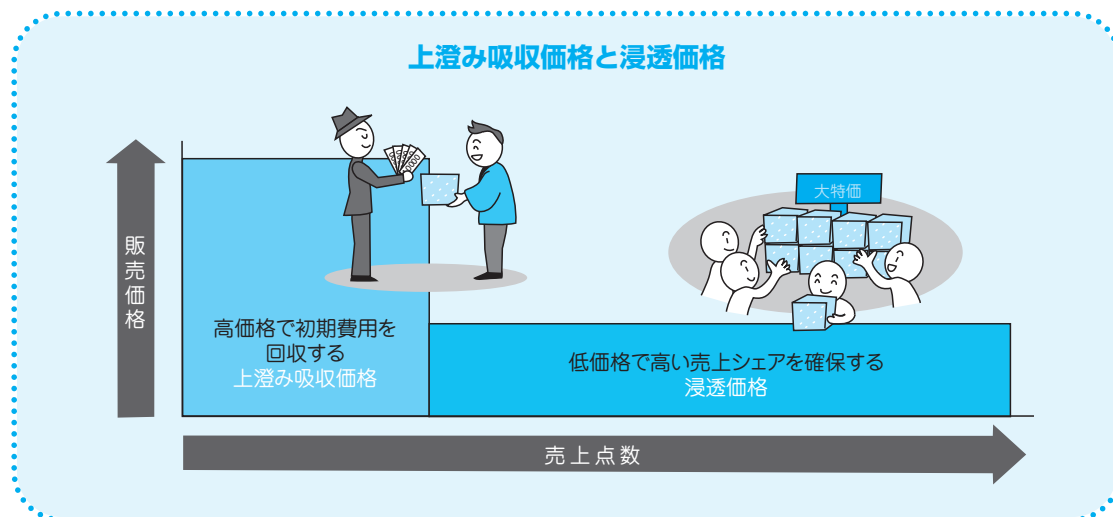 上澄み吸収価格と浸透価格
大特価
販売価格
高価格で初期費用を
回収する
上澄み吸収価格
低価格で高い売上シェアを確保する
浸透価格
売上点数